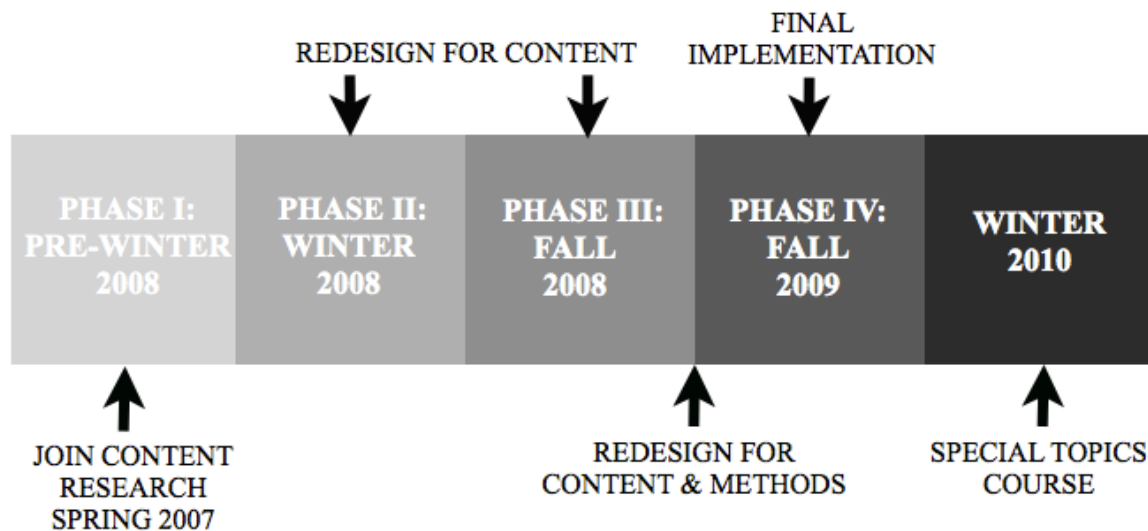 REDESIGN FOR CONTENT
FINAL
IMPLEMENTATION
PHASE I:
PRE-WINTER
2008
PHASE II:
WINTER
2008
PHASE III:
FALL
2008
PHASE IV:
FALL
2009
WINTER
2010
JOIN CONTENT
RESEARCH
SPRING 2007
REDESIGN FOR
CONTENT & METHODS
SPECIAL TOPICS
COURSE